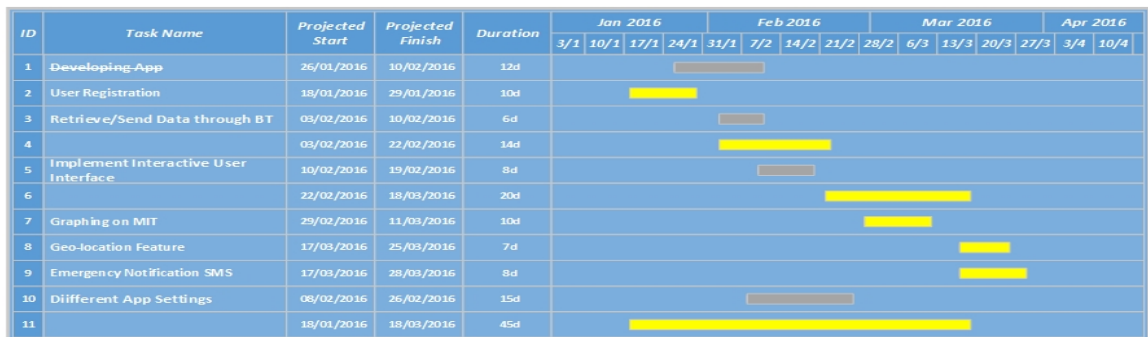 ID Task Name Projected Start Projected Finish Duration Jan 2016 Feb 2016 Mar 2016 Apr 2016
3/1 10/1 17/1 24/1 31/1 7/2 14/2 21/2 28/2 6/3 13/3 20/3 27/3 3/4 10/4
1 Developing App 26/01/2016 10/02/2016 12d
2 User Registration 18/01/2016 29/01/2016 10d
3 Retrieve/Send Data through BT 03/02/2016 10/02/2016 6d
4 03/02/2016 22/02/2016 14d
5 Implement Interactive User Interface 10/02/2016 19/02/2016 8d
6 22/02/2016 18/03/2016 20d
7 Graphing on MIT 29/02/2016 11/03/2016 10d
8 Geo-location Feature 17/03/2016 25/03/2016 7d
9 Emergency Notification SMS 17/03/2016 28/03/2016 8d
10 Diifferent App Settings 08/02/2016 26/02/2016 15d
11 18/01/2016 18/03/2016 45d